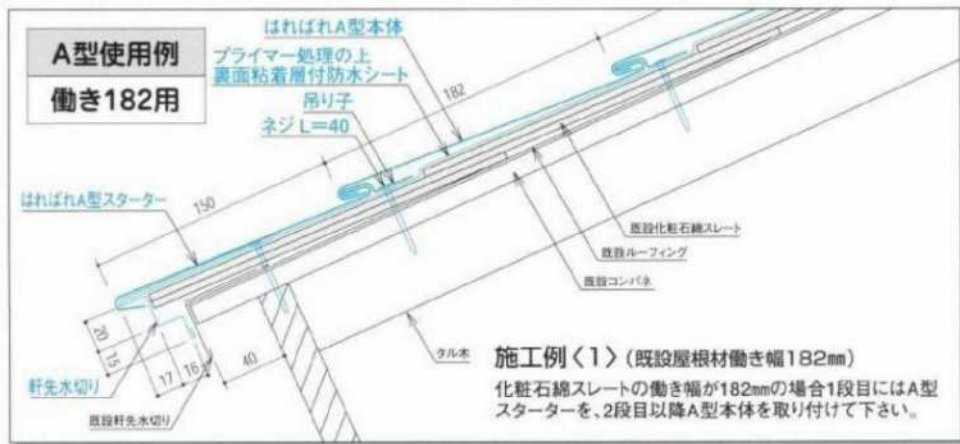 A型使用例
働き182用
はればれA型本体
プライマー処理の上
裏面粘着層付防水シート
吊り子
ネジL=40
182
はればれA型スターター
150
既設化粧石綿スレート
既設ルーフィング
既設コンパネ
20
15
17
16
40
タル木
軒先水切り
既設軒先水切り
施工例〈1〉(既設屋根材働き幅182㎜)
化粧石綿スレートの働き幅が182㎜の場合1段目にはA型
スターターを、2段目以降A型本体を取り付けて下さい。